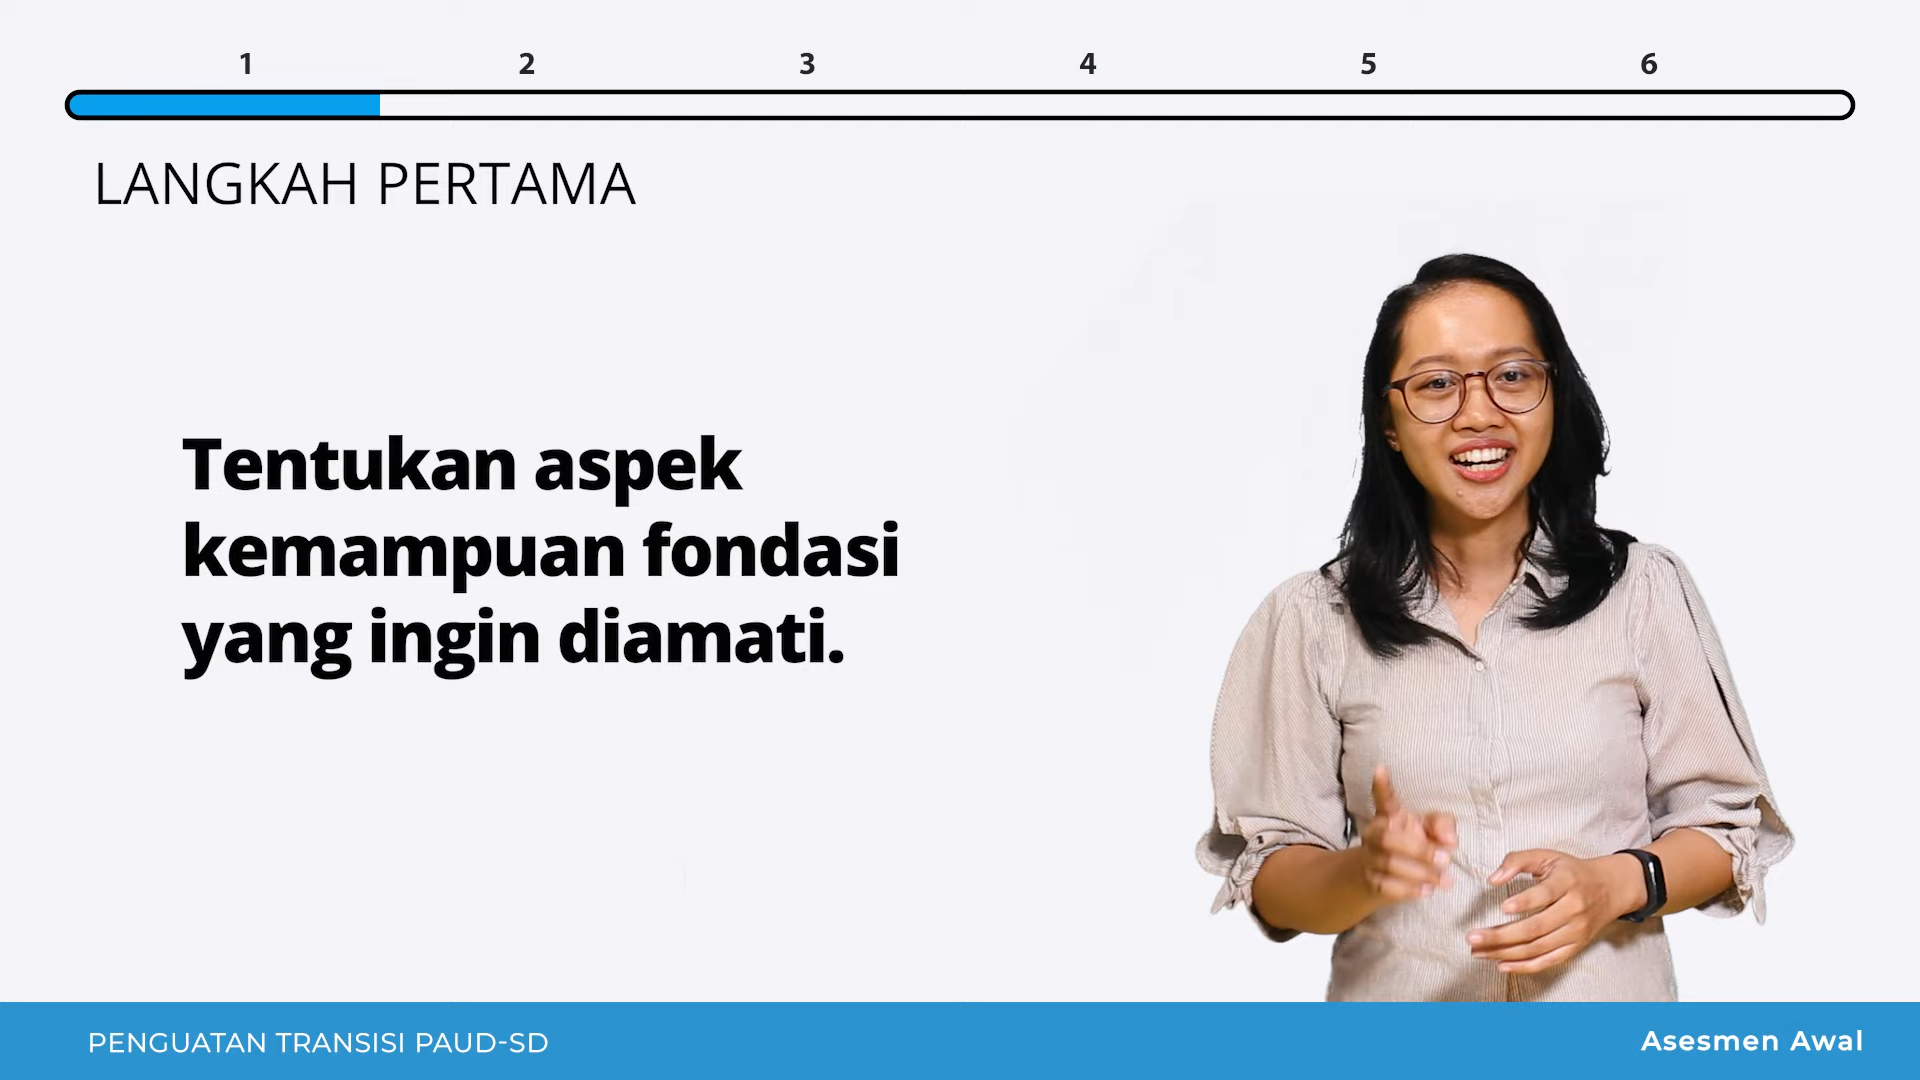 1 2 3 4 5 6
LANGKAH PERTAMA
Tentukan aspek
kemampuan fondasi
yang ingin diamati.
PENGUATAN TRANSISI PAUD-SD
Asesmen Awal